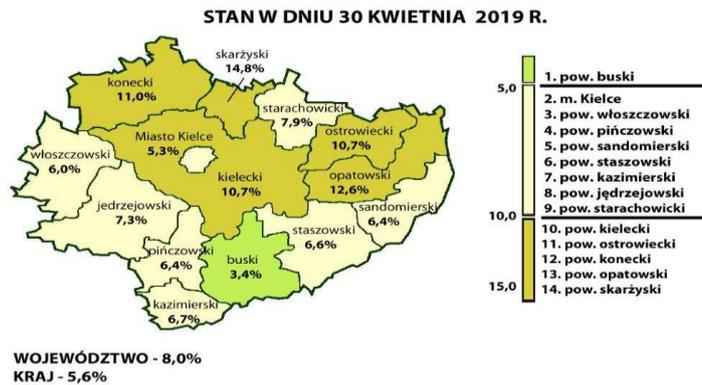 STAN W DNIU 30 KWIETNIA 2019 R.
skarżyski
14,8%
konecki
11,0%
starachowicki
7,9%
Miasto Kielce
5,3%
ostrowiecki
10,7%
włoszczowski
6,0%
kielecki
10,7%
opatowski
12,6%
jedrzejowski
7,3%
sandomierski
6,4%
staszowski
6,6%
pińczowski
6,4%
buski
3,4%
kazimierski
6,7%
5,0
10,0
15,0
1. pow. buski
2. m. Kielce
3. pow. włoszczowski
4. pow. pińczowski
5. pow. sandomierski
6. pow. staszowski
7. pow. kazimierski
8. pow. jędrzejowski
9. pow. starachowicki
10. pow. kielecki
11. pow. ostrowiecki
12. pow. konecki
13. pow. opatowski
14. pow. skarżyski
WOJEWÓDZTWO - 8,0%
KRAJ - 5,6%